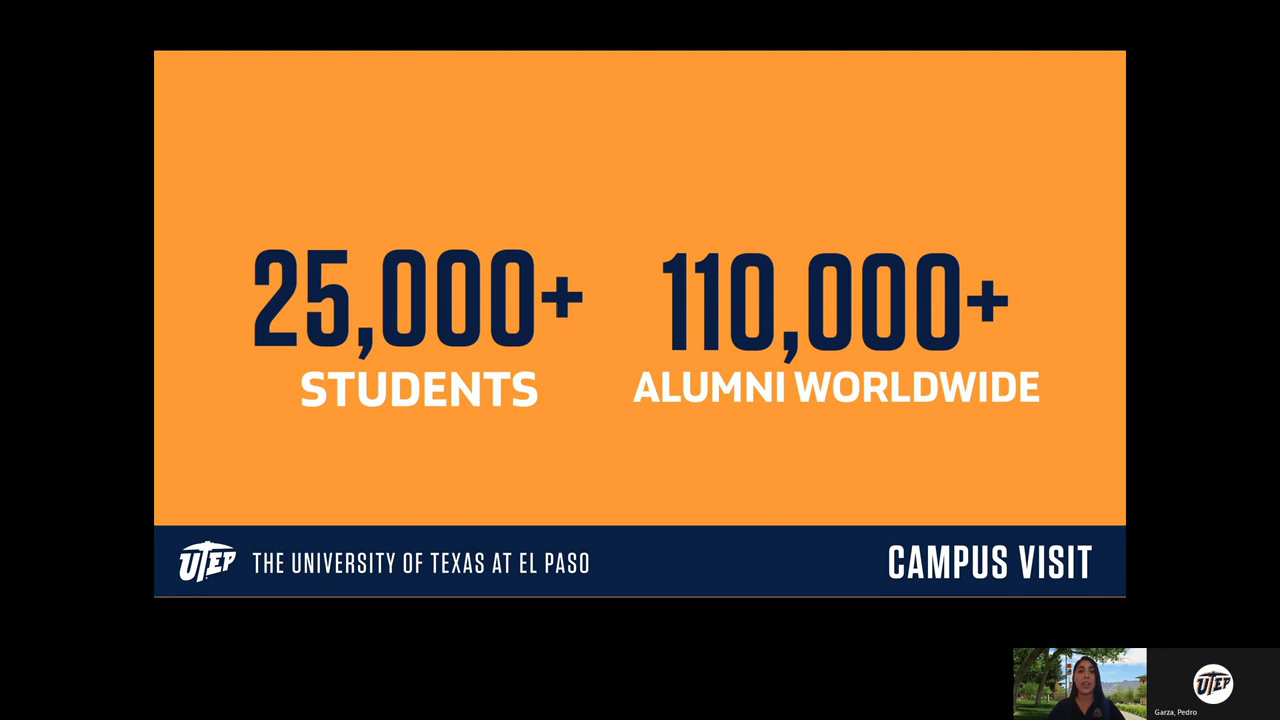 25,000+
STUDENTS
110,000+
ALUMNI WORLDWIDE
UTEP THE UNIVERSITY OF TEXAS AT EL PASO
CAMPUS VISIT
UTEP
Garza, Pedro